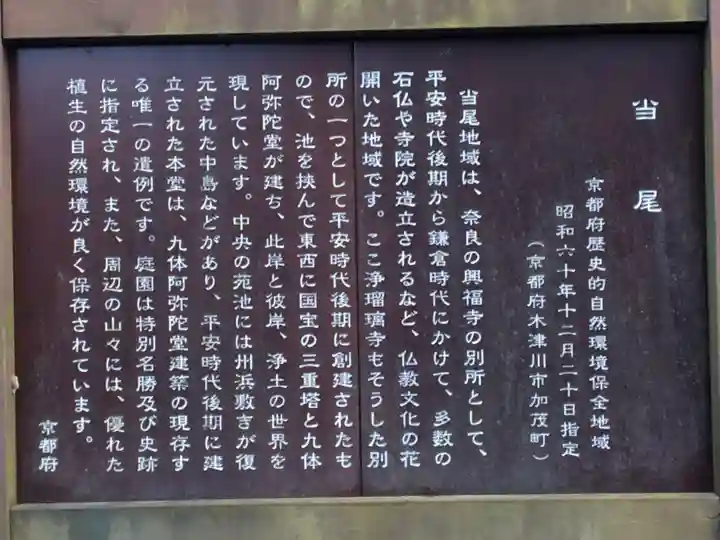 当尾
京都府歴史的自然環境保全地域
昭和六十年十二月二十日指定
(京都府木津川市加茂町)
当尾地域は、奈良の興福寺の別所として、
平安時代後期から鎌倉時代にかけて、多数の
石仏や寺院が造立されるなど、仏教文化の花
開いた地域です。ここ浄瑠璃寺もそうした別
所の一つとして平安時代後期に創建されたも
ので、池を挟んで東西に国宝の三重塔と九体
阿弥陀堂が建ち、此岸と彼岸、浄土の世界を
現しています。中央の苑池には州浜敷きが復
元された中島などがあり、平安時代後期に建
立された本堂は、九体阿弥陀堂建築の現存す
る唯一の遺例です。庭園は特別名勝及び史跡
に指定され、また、周辺の山々には、優れた
植生の自然環境が良く保存されています。
京都府